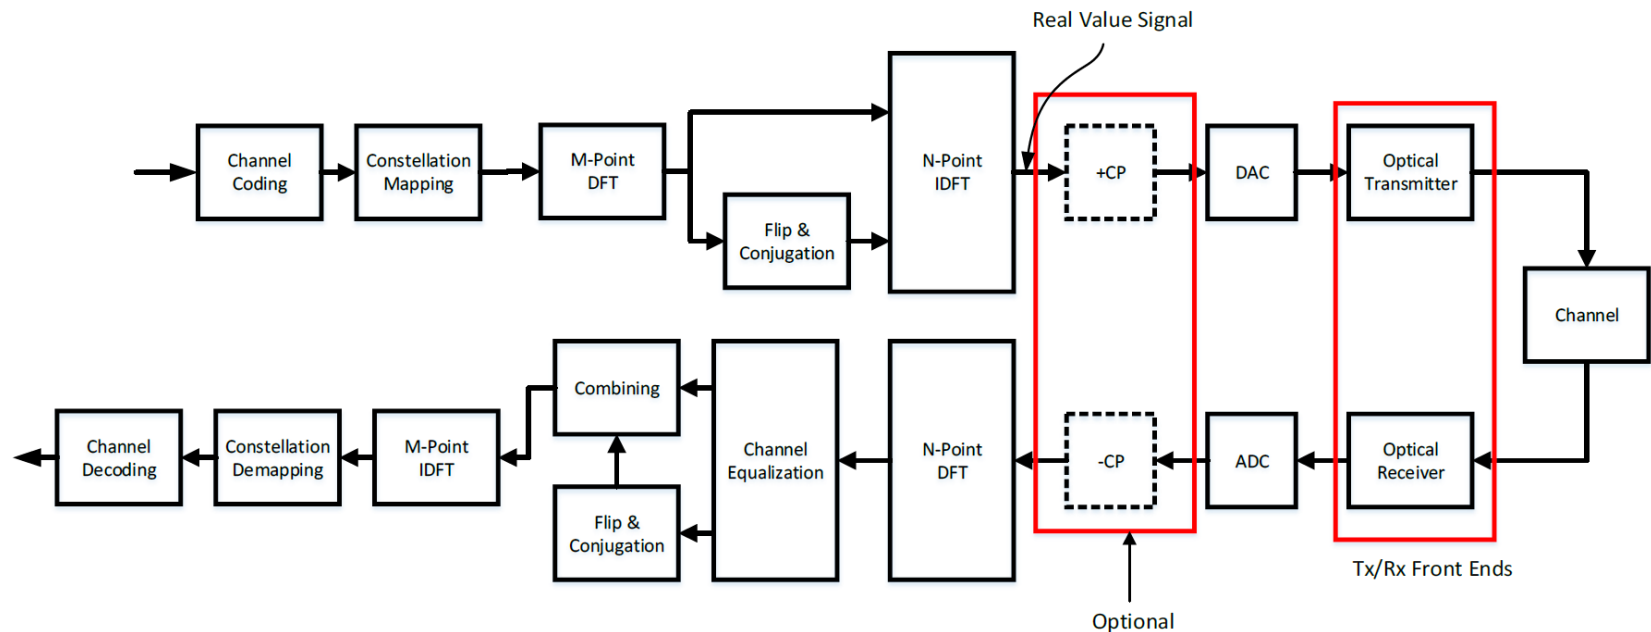 Real Value Signal
Channel
Coding
Constellation
Mapping
M-Point
DFT
Flip &
Conjugation
N-Point
IDFT
+CP
DAC
Optical
Transmitter
Channel
Channel
Decoding
Constellation
Demapping
M-Point
IDFT
Combining
Flip &
Conjugation
Channel
Equalization
N-Point
DFT
-CP
ADC
Optical
Receiver
Tx/Rx Front Ends
Optional